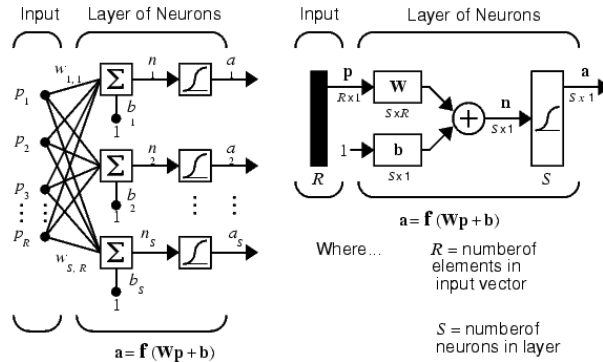 Input Layer of Neurons
w1,1 n1 a1
p1 Σ
b1
1
p2
n2 a2
Σ
p3
b2
1
pR
nS aS
Σ
wS, R
bS
1
a = f (Wp + b)
Input Layer of Neurons
p W a
R x 1 S x R n S x 1
+ S x 1
1 b
S x 1
R S
a = f (Wp + b)
Where... R = numberof
elements in
input vector
S = numberof
neurons in layer